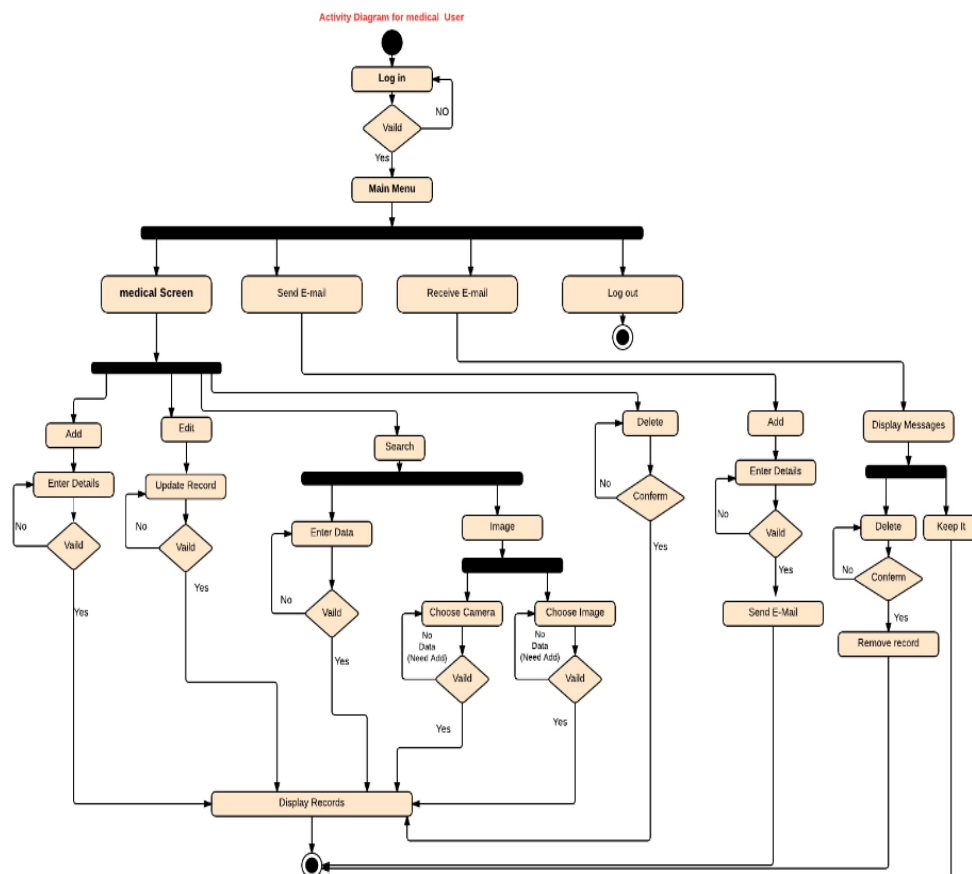 Activity Diagram for medical User
Log in
NO
Vaild
Yes
Main Menu
medical Screen
Send E-mail
Receive E-mail
Log out
Add
Edit
Search
Delete
Add
Display Messages
Enter Details
Update Record
Enter Details
No
Vaild
Yes
No
Vaild
Yes
Enter Data
No
Vaild
Yes
Image
Choose Camera
No
Data
(Need Add)
Vaild
Yes
Choose Image
No
Data
(Need Add)
Vaild
Yes
No
Conferm
Yes
No
Vaild
Yes
Send E-Mail
Delete
Keep It
No
Conferm
Yes
Remove record
Display Records